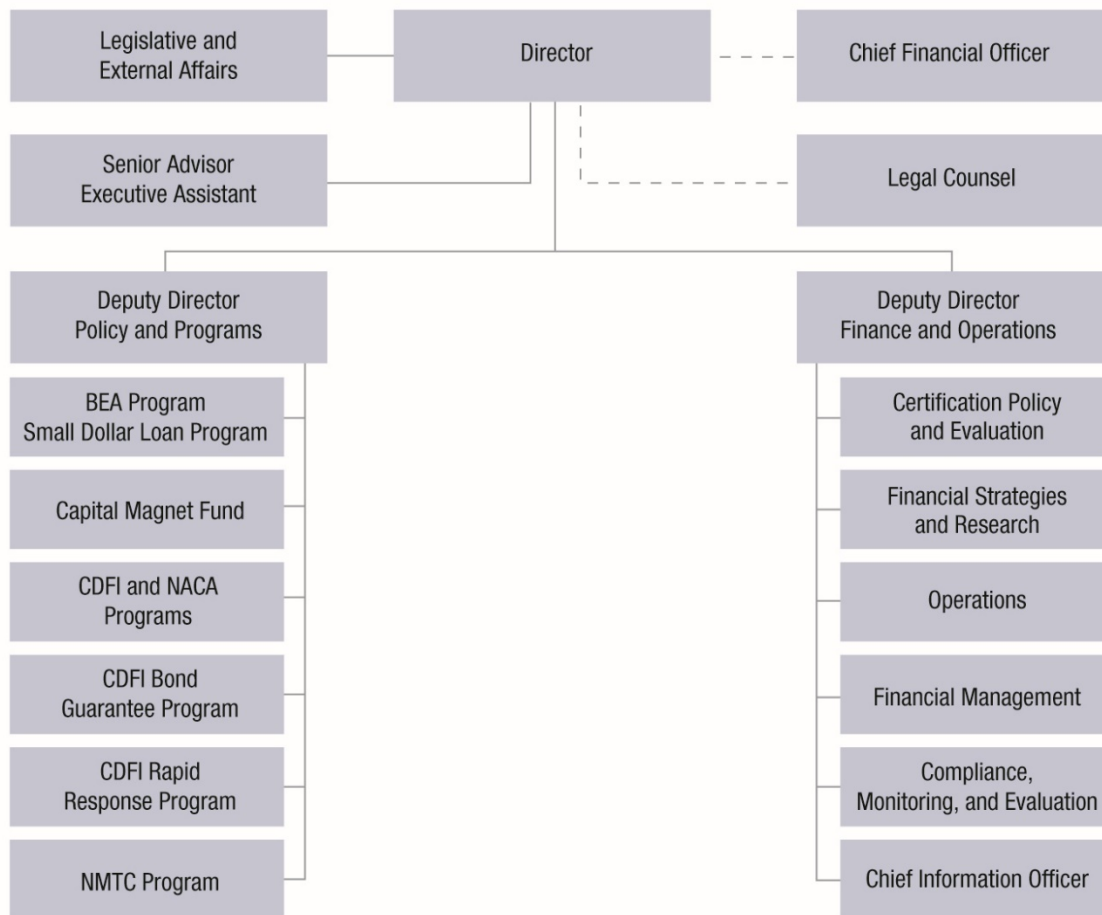 Legislative and
External Affairs
Director
Chief Financial Officer
Senior Advisor
Executive Assistant
Legal Counsel
Deputy Director
Policy and Programs
Deputy Director
Finance and Operations
BEA Program
Small Dollar Loan Program
Capital Magnet Fund
CDFI and NACA
Programs
CDFI Bond
Guarantee Program
CDFI Rapid
Response Program
NMTC Program
Certification Policy
and Evaluation
Financial Strategies
and Research
Operations
Financial Management
Compliance,
Monitoring, and Evaluation
Chief Information Officer